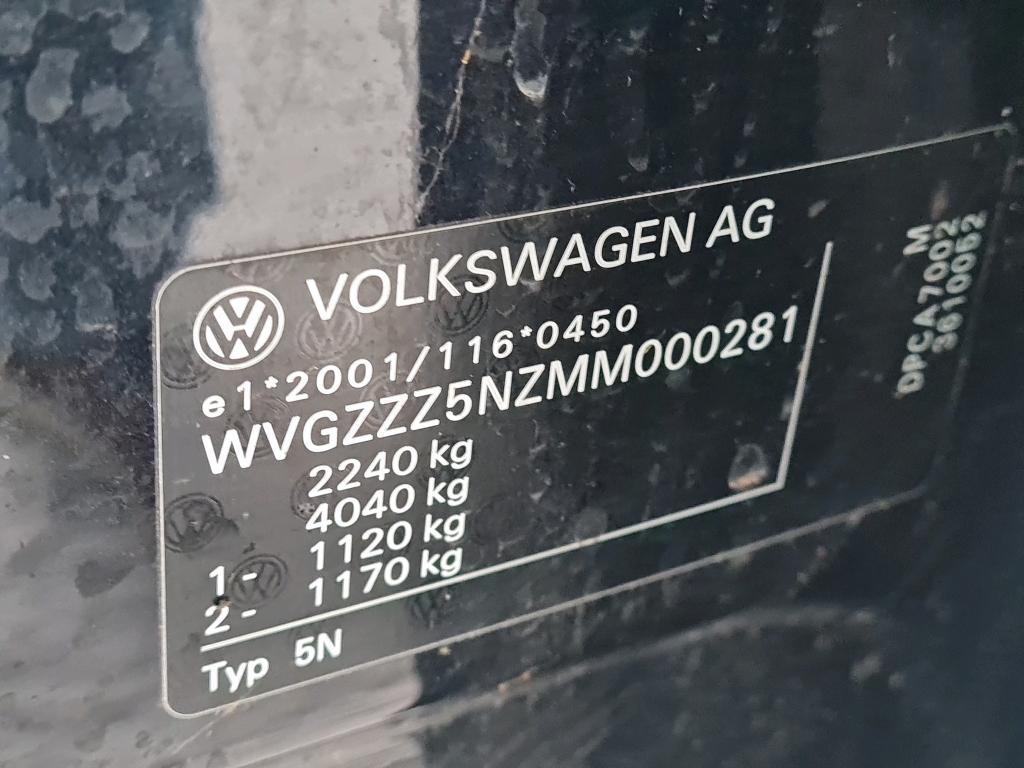 VOLKSWAGEN AG
e1*2001/116*0450
WVGZZZ5NZMM000281
2240 kg
4040 kg
1 - 1120 kg
2 - 1170 kg
Typ 5N
M
DPCA7002
3610052